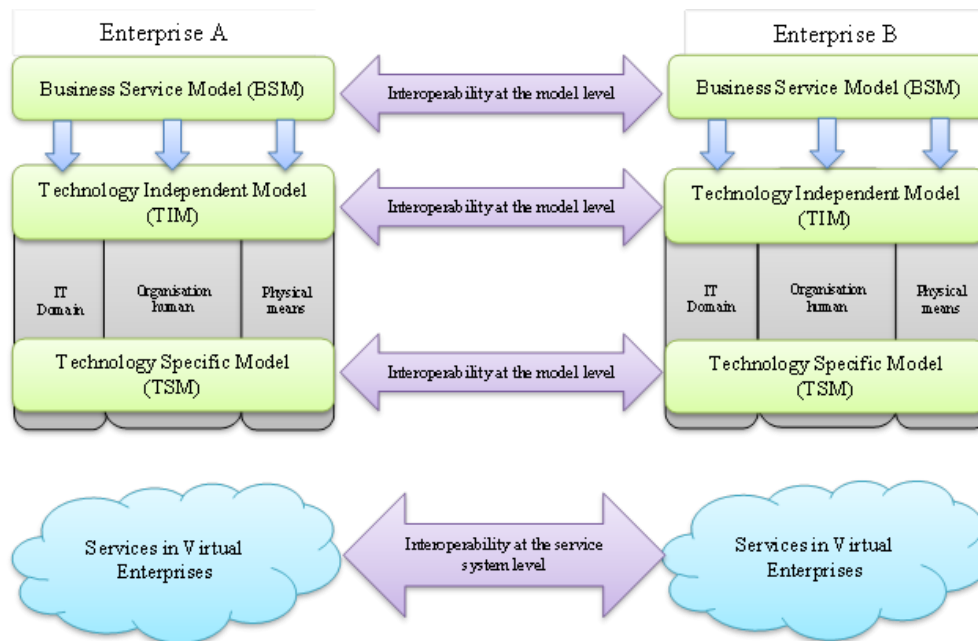 Enterprise A
Enterprise B
Business Service Model (BSM)
Interoperability at the model level
Business Service Model (BSM)
Technology Independent Model
(TIM)
Interoperability at the model level
Technology Independent Model
(TIM)
IT
Domain
Organisation
human
Physical
means
IT
Domain
Organisation
human
Physical
means
Technology Specific Model
(TSM)
Interoperability at the model level
Technology Specific Model
(TSM)
Services in Virtual
Enterprises
Interoperability at the service
system level
Services in Virtual
Enterprises